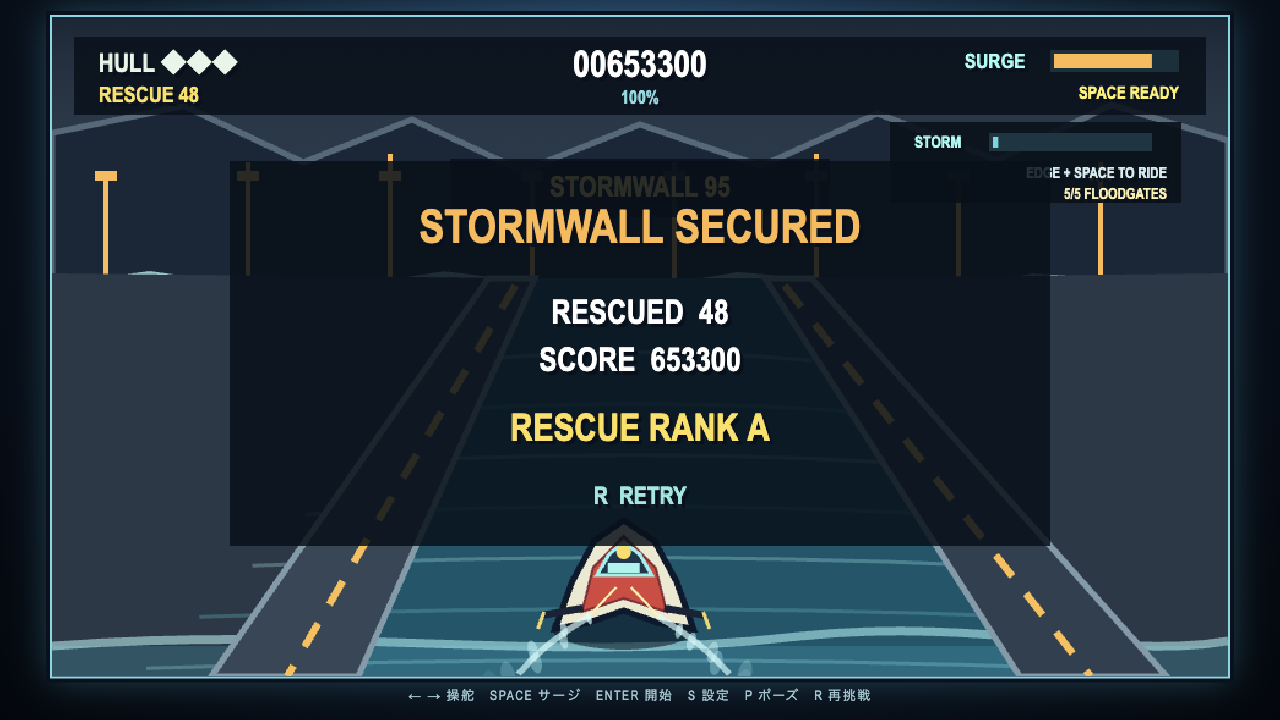 HULL
RESCUE 48
00653300
100%
SURGE
SPACE READY
STORM
EDGE + SPACE TO RIDE
5/5 FLOODGATES
STORMWALL 95
STORMWALL SECURED
RESCUED 48
SCORE 653300
RESCUE RANK A
R RETRY
← → 操舵 SPACE サージ ENTER 開始 S 設定 P ポーズ R 再挑戦